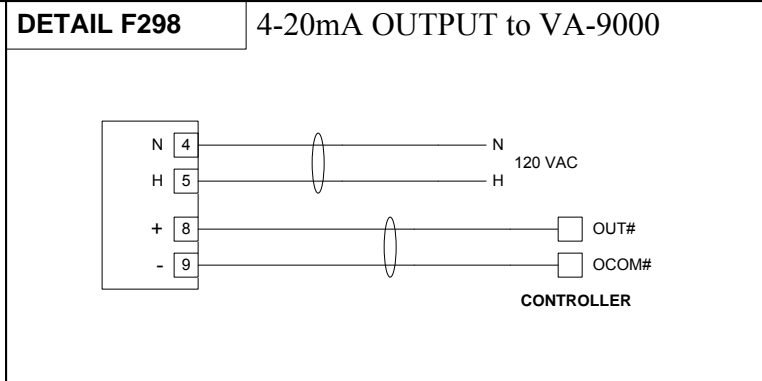 DETAIL F298 4-20mA OUTPUT to VA-9000
N 4 N
120 VAC
H 5 H
+ 8 OUT#
- 9 OCOM#
CONTROLLER